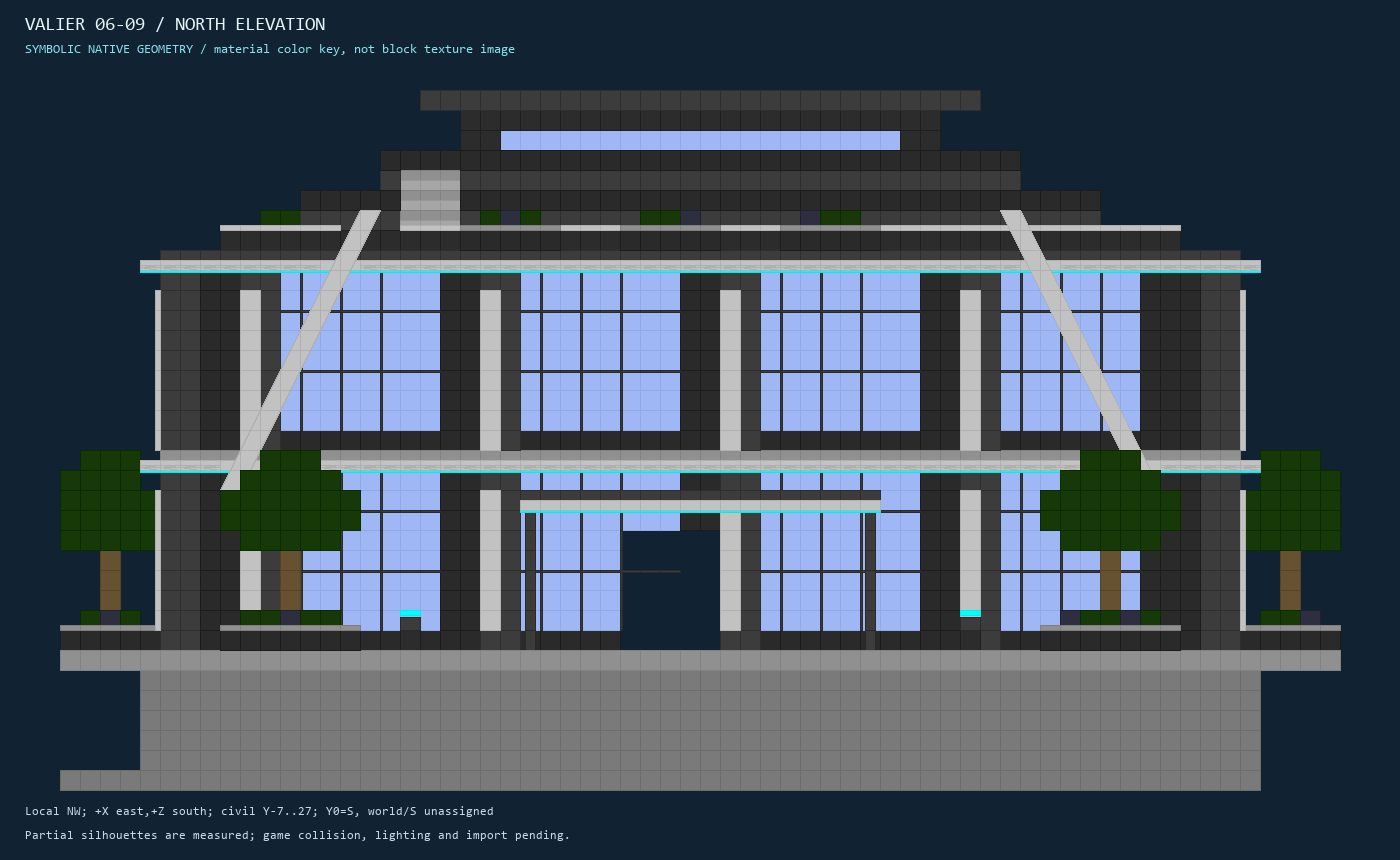 VALIER 06-09 / NORTH ELEVATION
SYMBOLIC NATIVE GEOMETRY / material color key, not block texture image
Local NW; +X east,+Z south; civil Y-7..27; Y0=S, world/S unassigned
Partial silhouettes are measured; game collision, lighting and import pending.